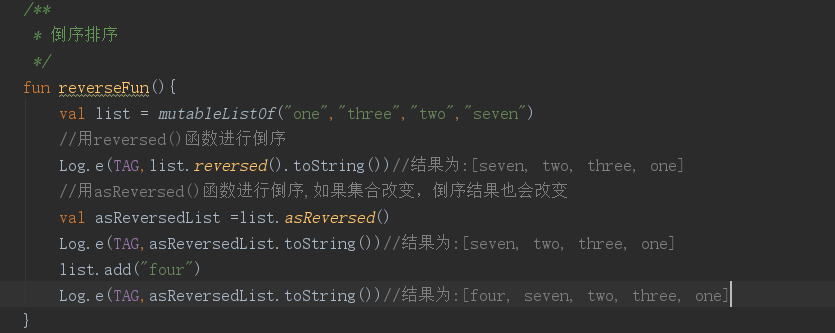 /**
 * 倒序排序
 */
fun reverseFun(){
    val list = mutableListOf("one","three","two","seven")
    //用reversed()函数进行倒序
    Log.e(TAG,list.reversed().toString())//结果为:[seven, two, three, one]
    //用asReversed()函数进行倒序,如果集合改变，倒序结果也会改变
    val asReversedList =list.asReversed()
    Log.e(TAG,asReversedList.toString())//结果为:[seven, two, three, one]
    list.add("four")
    Log.e(TAG,asReversedList.toString())//结果为:[four, seven, two, three, one]
}